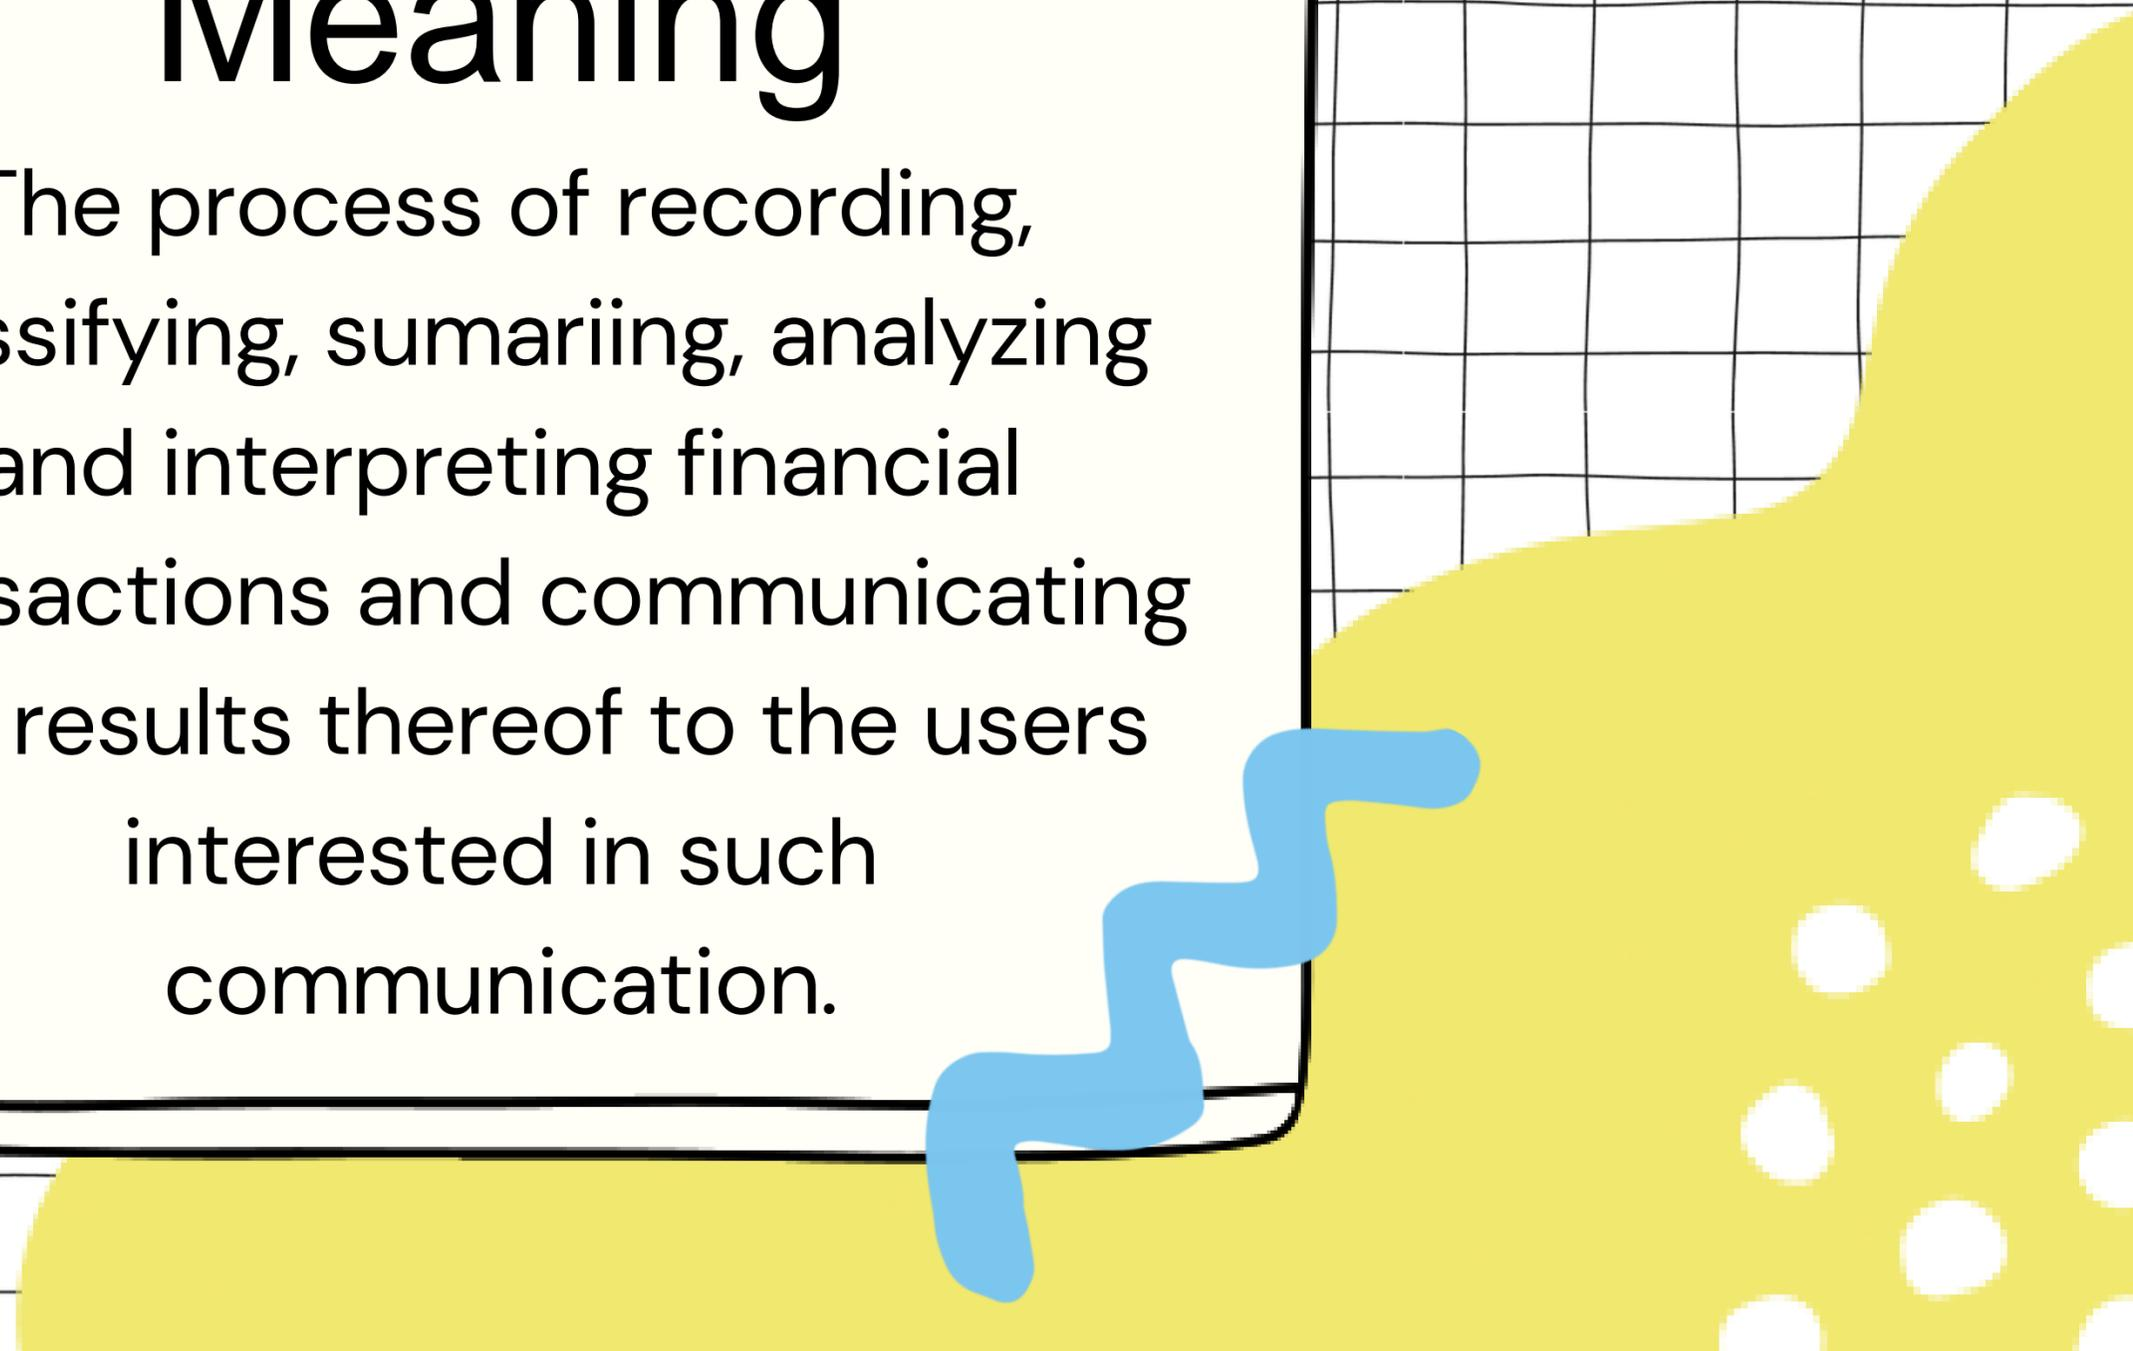 Meaning
The process of recording,
ssifying, sumariing, analyzing
and interpreting financial
sactions and communicating
results thereof to the users
interested in such
communication.